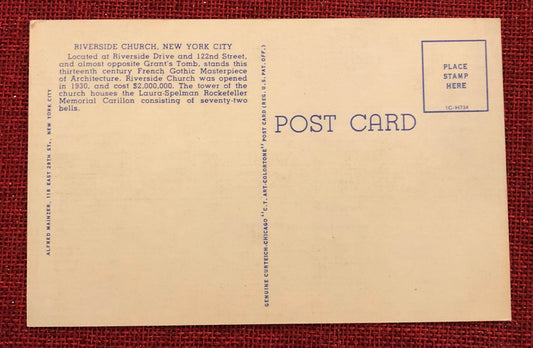 RIVERSIDE CHURCH, NEW YORK CITY
Located at Riverside Drive and 122nd Street,
and almost opposite Grant's Tomb, stands this
thirteenth century French Gothic Masterpiece
of Architecture. Riverside Church was opened
in 1930, and cost $2,000,000. The tower of the
church houses the Laura-Spelman Rockefeller
Memorial Carillon consisting of seventy-two
bells.
ALFRED MAINZER, 118 EAST 28TH ST., NEW YORK CITY
GENUINE CURTEICH-CHICAGO "C.T. ART-COLORTONE" POST CARD (REG. U.S. PAT. OFF.)
POST CARD
PLACE
STAMP
HERE
1C-H734